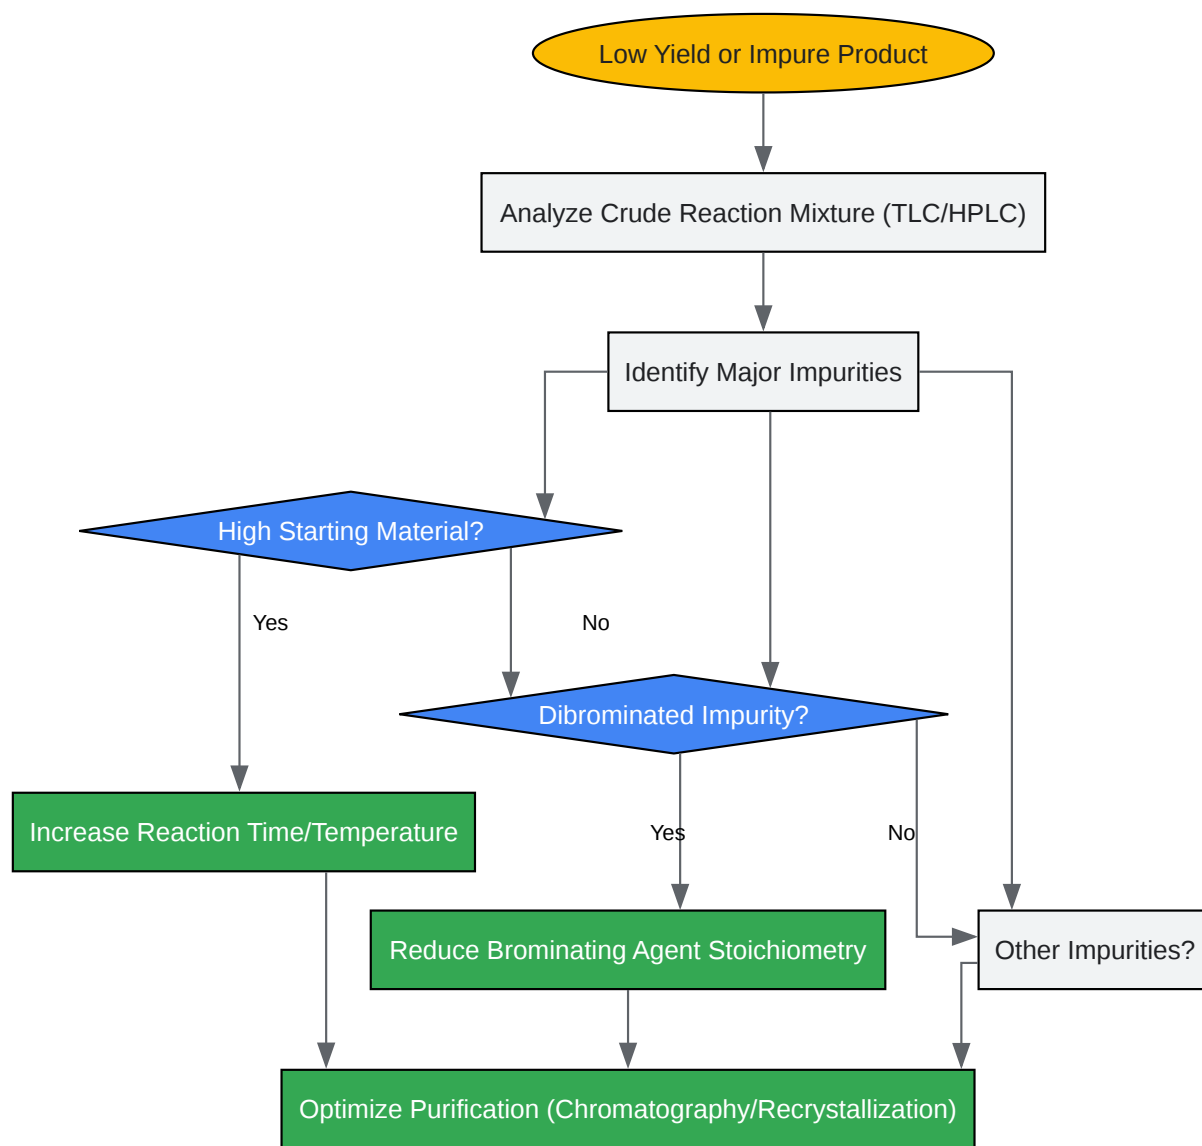 Low Yield or Impure Product
Analyze Crude Reaction Mixture (TLC/HPLC)
Identify Major Impurities
High Starting Material?
Yes
No
Dibrominated Impurity?
Increase Reaction Time/Temperature
Yes
No
Reduce Brominating Agent Stoichiometry
Other Impurities?
Optimize Purification (Chromatography/Recrystallization)